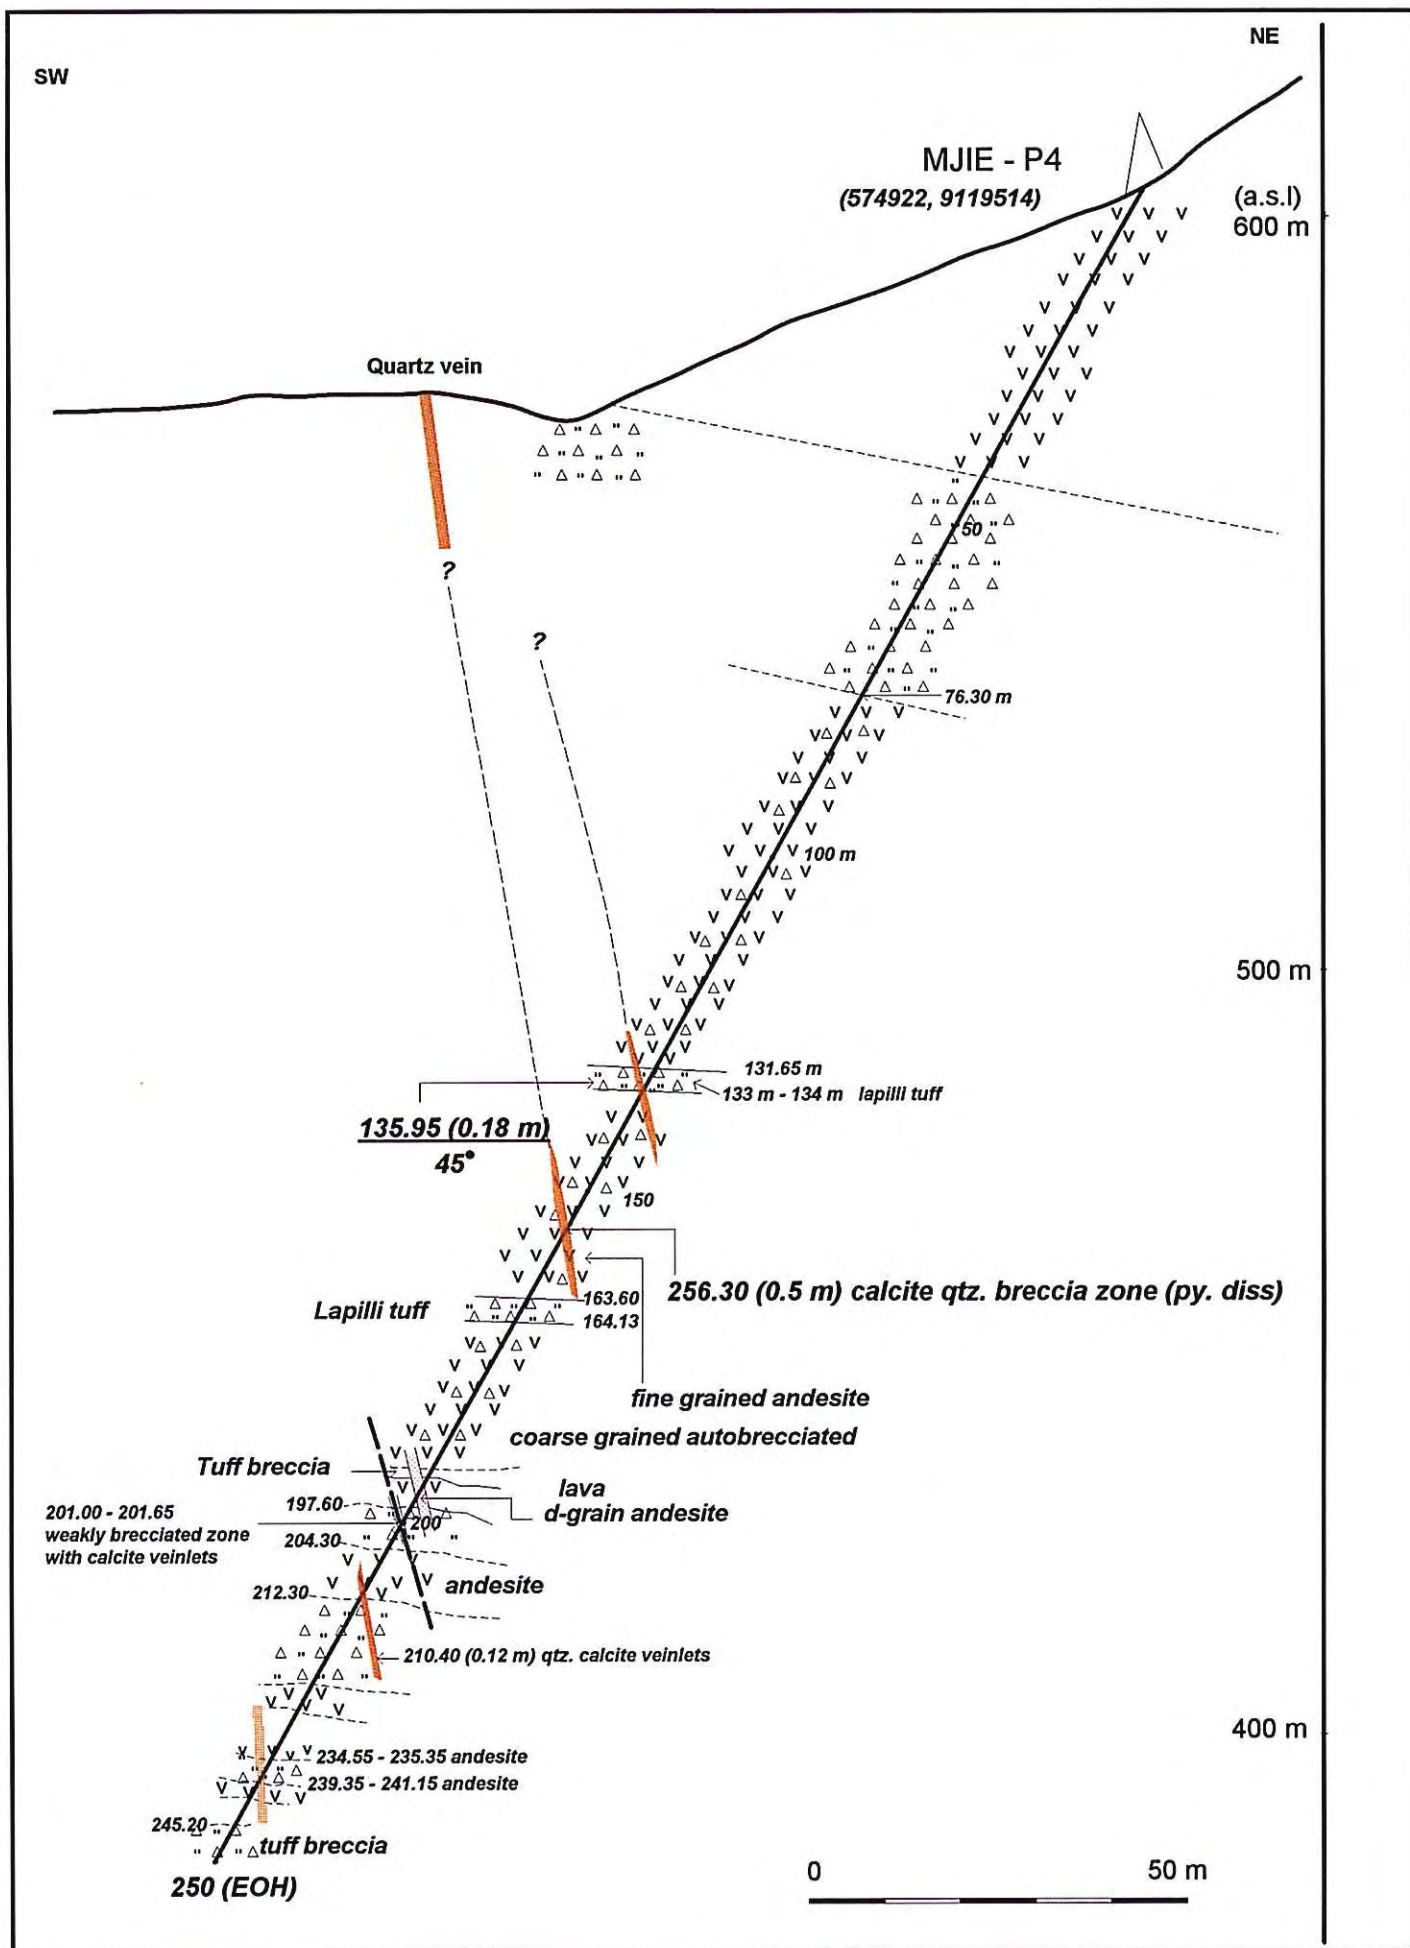 NE
SW
MJIE - P4
(574922, 9119514)
(a.s.l)
600 m
Quartz vein
50
?
?
76.30 m
100 m
500 m
131.65 m
133 m - 134 m lapilli tuff
135.95 (0.18 m)
45°
150
256.30 (0.5 m) calcite qtz. breccia zone (py. diss)
163.60
Lapilli tuff
164.13
fine grained andesite
coarse grained autobrecciated
Tuff breccia
lava
d-grain andesite
197.60
201.00 - 201.65
weakly brecciated zone
with calcite veinlets
200
204.30
andesite
212.30
210.40 (0.12 m) qtz. calcite veinlets
400 m
234.55 - 235.35 andesite
239.35 - 241.15 andesite
245.20
tuff breccia
250 (EOH)
0 50 m